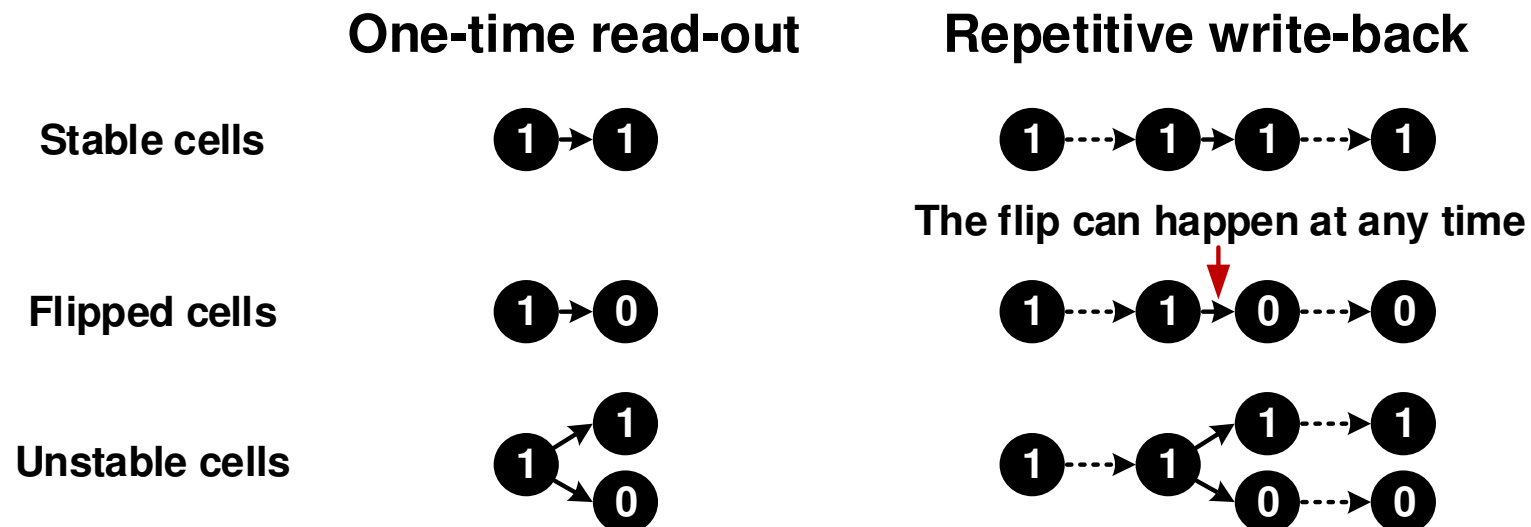 One-time read-out Repetitive write-back
Stable cells 1 1 1 1 1 1
The flip can happen at any time
Flipped cells 1 0 1 1 0 0
1 1 1
Unstable cells 1 1 1
0 0 0